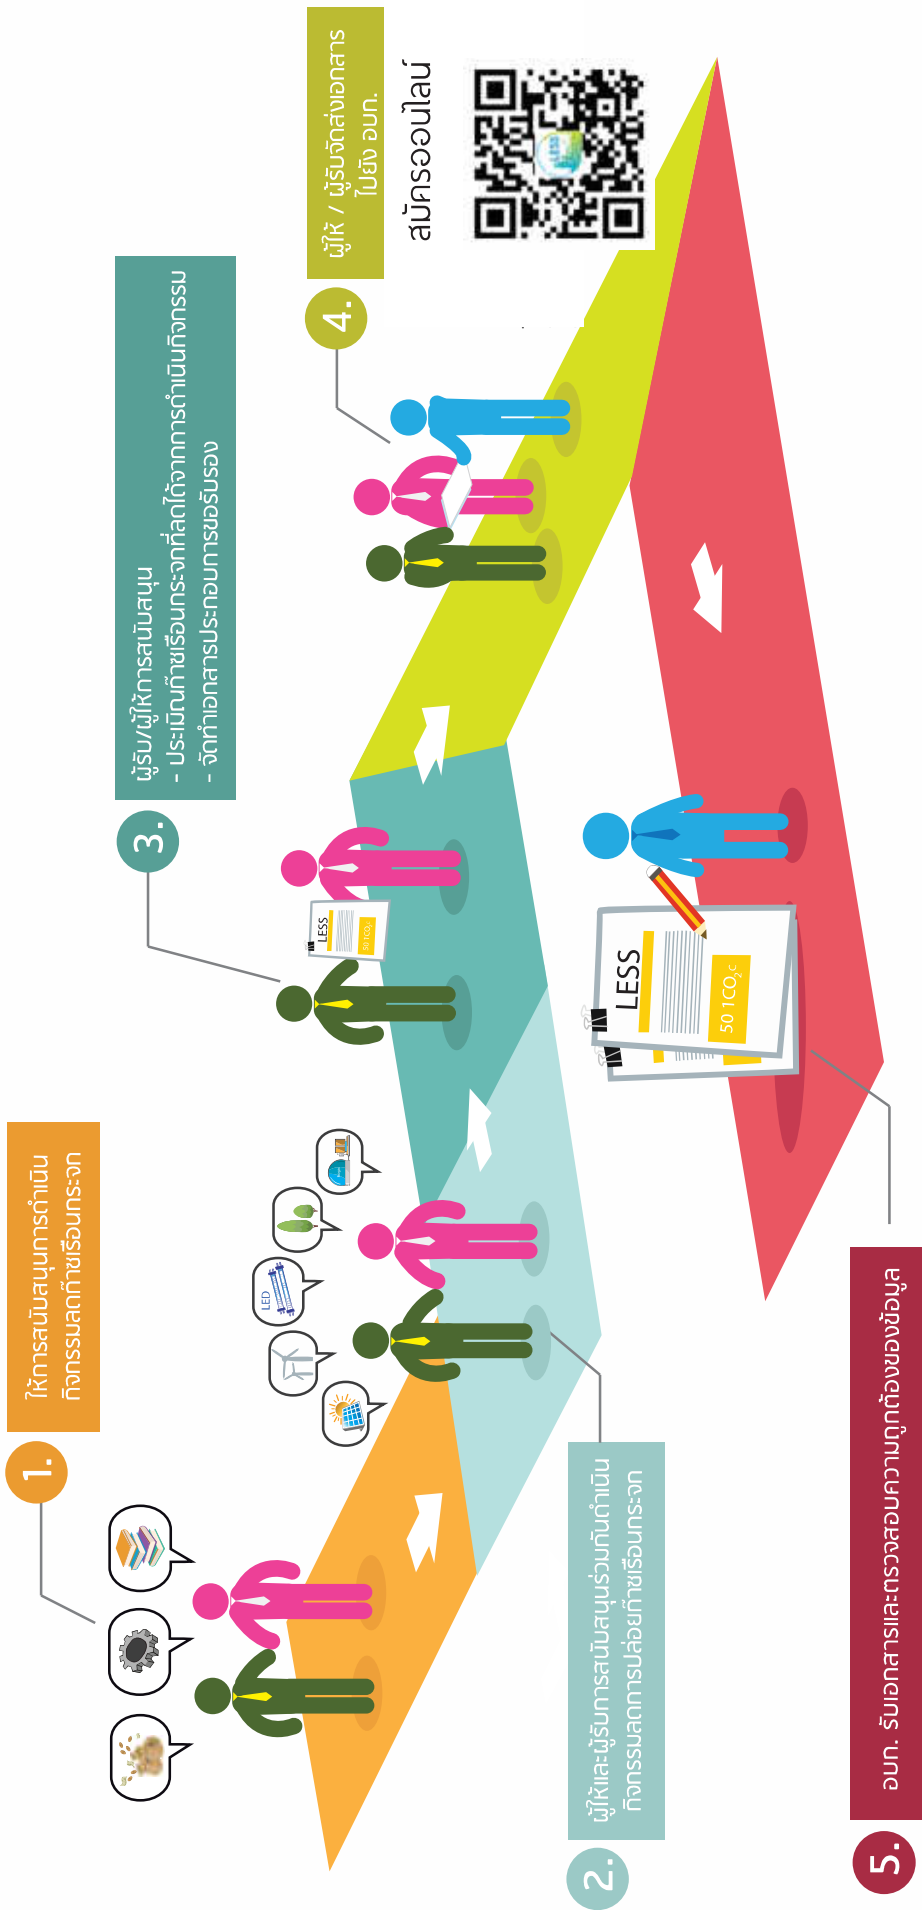 1.
ให้การสนับสนุนการดำเนิน
กิจกรรมลดก๊าซเรือนกระจก
LED
2.
ผู้ให้และผู้รับการสนับสนุนร่วมกันดำเนิน
กิจกรรมลดการปล่อยก๊าซเรือนกระจก
3.
ผู้รับ/ผู้ให้การสนับสนุน
- ประเมิณก๊าซเรือนกระจกที่ลดได้จากการดำเนินกิจกรรม
- จัดทำเอกสารประกอบการขอรับรอง
LESS
50 1CO₂
4.
ผู้ให้ / ผู้รับจัดส่งเอกสาร
ไปยัง อบก.
สมัครออนไลน์
LESS
5.
อบก. รับเอกสารและตรวจสอบความถูกต้องของข้อมูล
LESS
50 1CO₂c